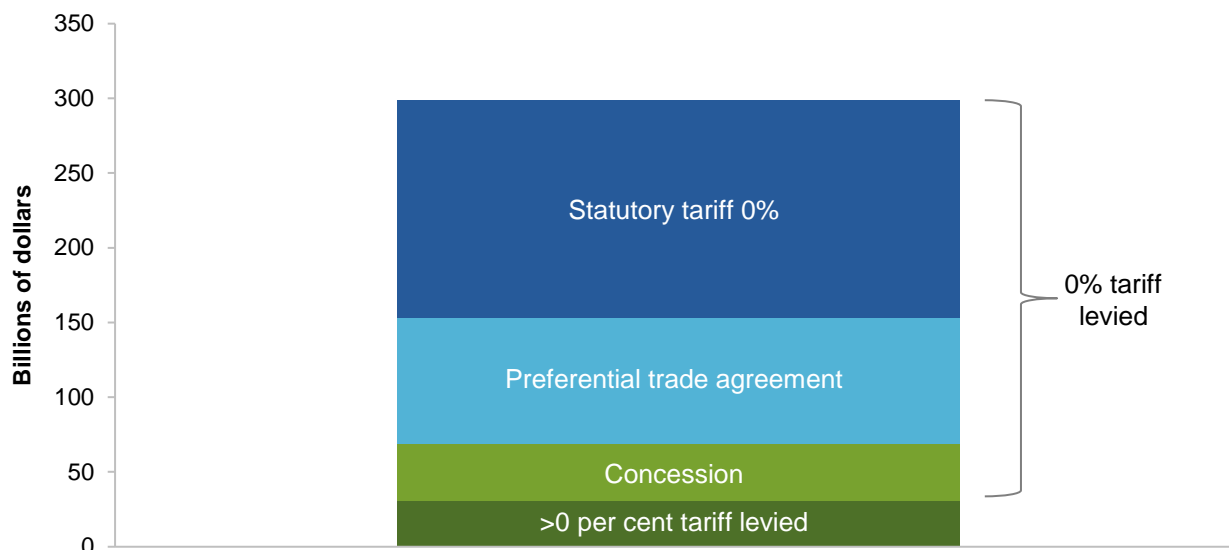 350
300
250
200
150
100
50
0
Billions of dollars
Statutory tariff 0%
Preferential trade agreement
Concession
>0 per cent tariff levied
0% tariff
levied